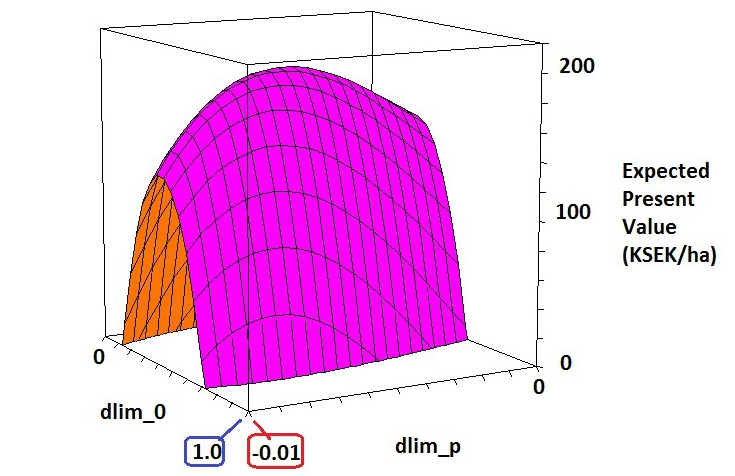 200
Expected
Present
Value
(KSEK/ha)
100
0
0
0
dlim_0
1.0
-0.01
dlim_p